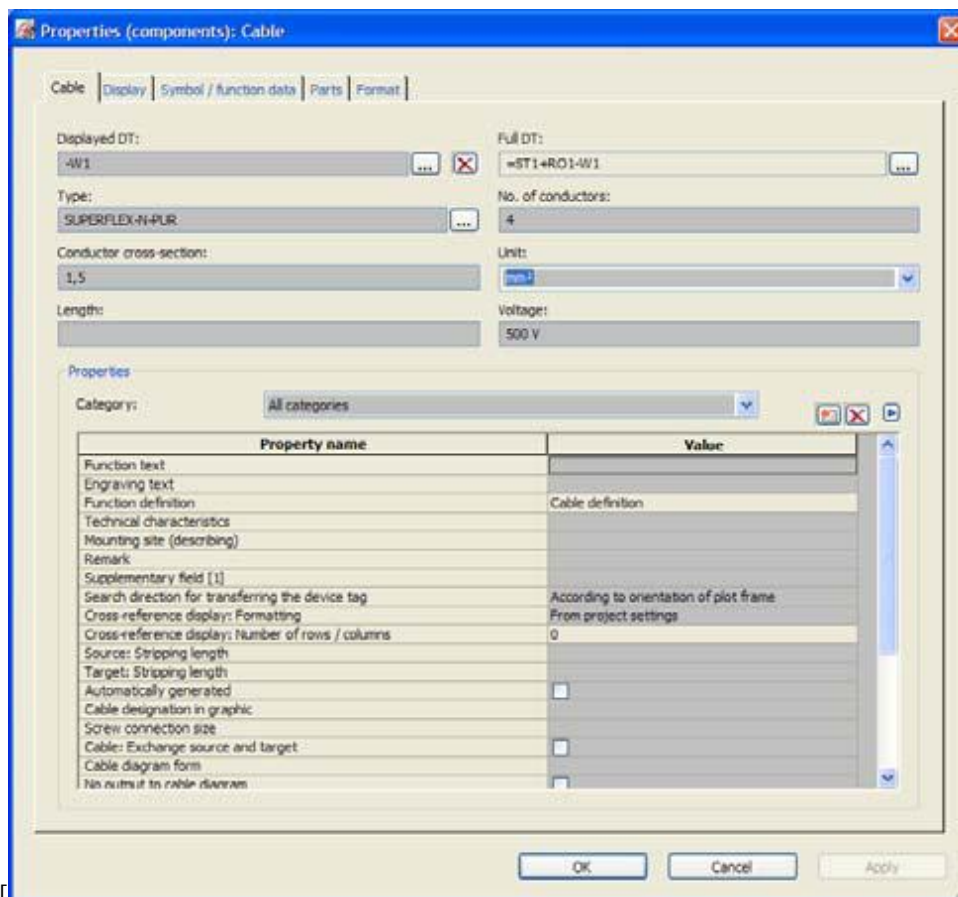 Properties (components): Cable
Cable Display Symbol / function data Parts Format
Displayed DT: Full DT:
-W1 ... =ST1+RO1-W1 ...
Type: No. of conductors:
SUPERFLEX-N-PUR ... 4
Conductor cross-section: Unit:
1,5 mm²
Length: Voltage:
500 V
Properties
Category: All categories
Property name Value
Function text
Engraving text
Function definition Cable definition
Technical characteristics
Mounting site (describing)
Remark
Supplementary field [1]
Search direction for transferring the device tag According to orientation of plot frame
Cross-reference display: Formatting From project settings
Cross-reference display: Number of rows / columns 0
Source: Stripping length
Target: Stripping length
Automatically generated
Cable designation in graphic
Screw connection size
Cable: Exchange source and target
Cable diagram form
No output to cable diagram
OK Cancel Apply